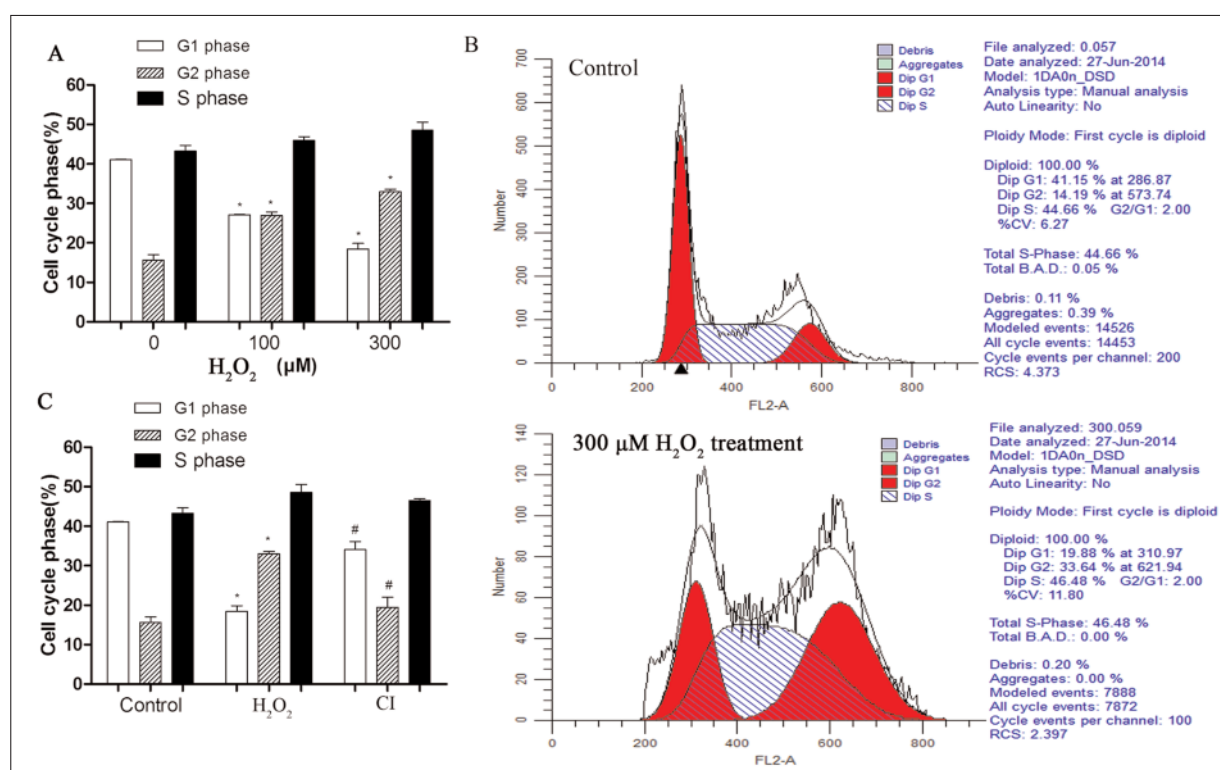 A
G1 phase
G2 phase
S phase
Cell cycle phase(%)
60
50
40
30
20
10
0
* *
* *
0 100 300
H₂O₂ (μM)
B
Control
Debris
Aggregates
Dip G1
Dip G2
Dip S
Number
700
600
500
400
300
200
100
0
0 200 400 600 800
FL2-A
File analyzed: 0.057
Date analyzed: 27-Jun-2014
Model: 1DA0n_DSD
Analysis type: Manual analysis
Auto Linearity: No
Ploidy Mode: First cycle is diploid
Diploid: 100.00 %
Dip G1: 41.15 % at 286.87
Dip G2: 14.19 % at 573.74
Dip S: 44.66 % G2/G1: 2.00
%CV: 6.27
Total S-Phase: 44.66 %
Total B.A.D.: 0.05 %
Debris: 0.11 %
Aggregates: 0.39 %
Modeled events: 14526
All cycle events: 14453
Cycle events per channel: 200
RCS: 4.373
C
G1 phase
G2 phase
S phase
Cell cycle phase(%)
60
50
40
30
20
10
0
* *
# #
Control H₂O₂ CI
300 μM H₂O₂ treatment
Debris
Aggregates
Dip G1
Dip G2
Dip S
Number
140
120
100
80
60
40
20
0
0 200 400 600 800
FL2-A
File analyzed: 300.059
Date analyzed: 27-Jun-2014
Model: 1DA0n_DSD
Analysis type: Manual analysis
Auto Linearity: No
Ploidy Mode: First cycle is diploid
Diploid: 100.00 %
Dip G1: 19.88 % at 310.97
Dip G2: 33.64 % at 621.94
Dip S: 46.48 % G2/G1: 2.00
%CV: 11.80
Total S-Phase: 46.48 %
Total B.A.D.: 0.00 %
Debris: 0.20 %
Aggregates: 0.00 %
Modeled events: 7888
All cycle events: 7872
Cycle events per channel: 100
RCS: 2.397